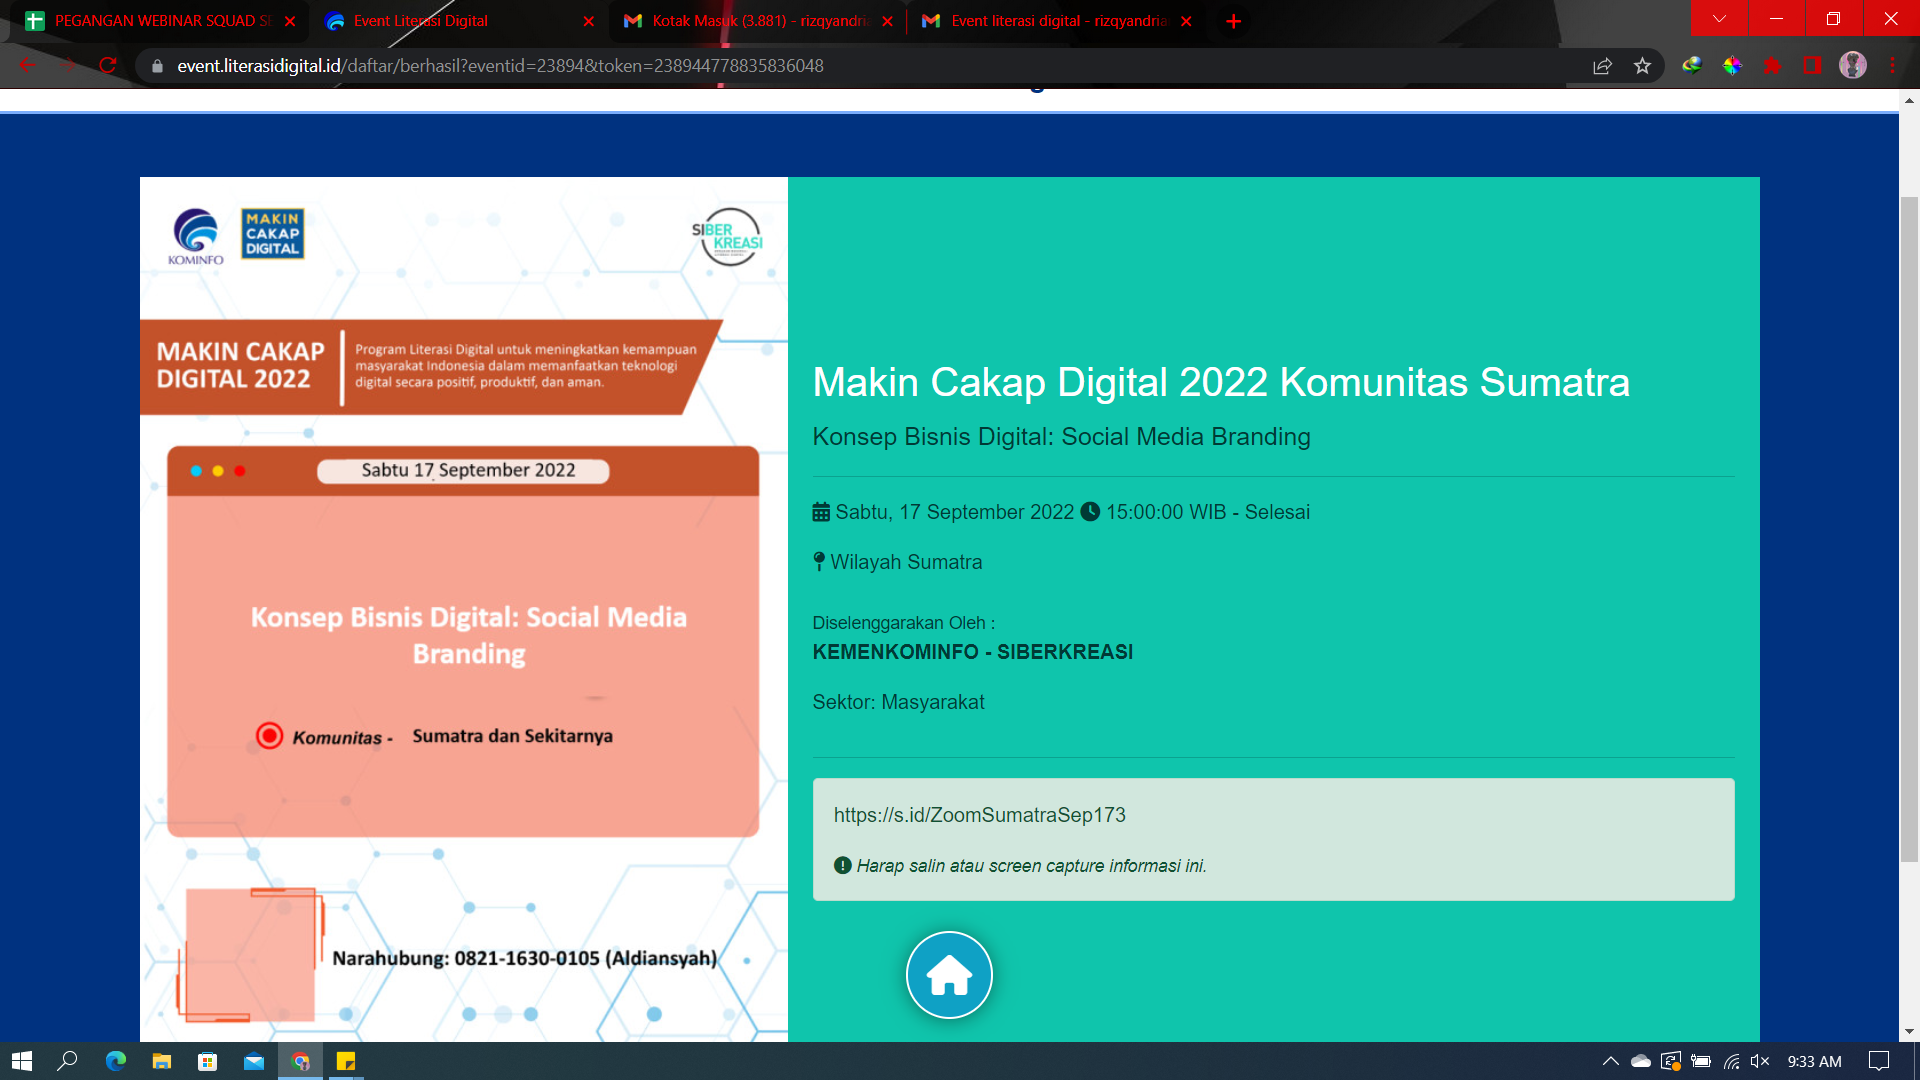 PEGANGAN WEBINAR SQUAD SE
Event Literasi Digital
Kotak Masuk (3.881) - rizqyandria
Event literasi digital - rizqyandria
event.literasidigital.id/daftar/berhasil?eventid=23894&token=238944778835836048
KOMINFO
MAKIN
CAKAP
DIGITAL
SIBER
KREASI
MAKIN CAKAP
DIGITAL 2022
Program Literasi Digital untuk meningkatkan kemampuan
masyarakat Indonesia dalam memanfaatkan teknologi
digital secara positif, produktif, dan aman.
Sabtu 17 September 2022
Konsep Bisnis Digital: Social Media
Branding
Komunitas - Sumatra dan Sekitarnya
Narahubung: 0821-1630-0105 (Aldiansyah)
Makin Cakap Digital 2022 Komunitas Sumatra
Konsep Bisnis Digital: Social Media Branding
Sabtu, 17 September 2022 15:00:00 WIB - Selesai
Wilayah Sumatra
Diselenggarakan Oleh :
KEMENKOMINFO - SIBERKREASI
Sektor: Masyarakat
https://s.id/ZoomSumatraSep173
Harap salin atau screen capture informasi ini.
9:33 AM